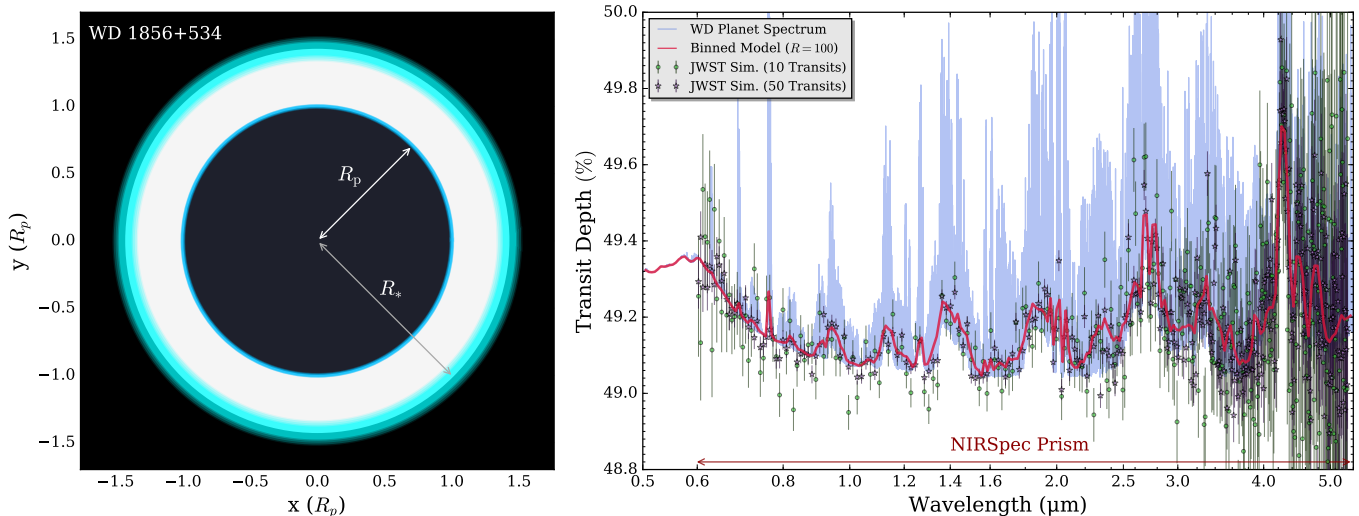 WD 1856+534
R_p
R_*
1.5
1.0
0.5
0.0
−0.5
−1.0
−1.5
y (R_p)
−1.5 −1.0 −0.5 0.0 0.5 1.0 1.5
x (R_p)
WD Planet Spectrum
Binned Model (R = 100)
JWST Sim. (10 Transits)
JWST Sim. (50 Transits)
50.0
49.8
49.6
49.4
49.2
49.0
48.8
Transit Depth (%)
NIRSpec Prism
0.5 0.6 0.8 1.0 1.2 1.6 2.0 2.5 3.0 4.0 5.0
Wavelength (μm)